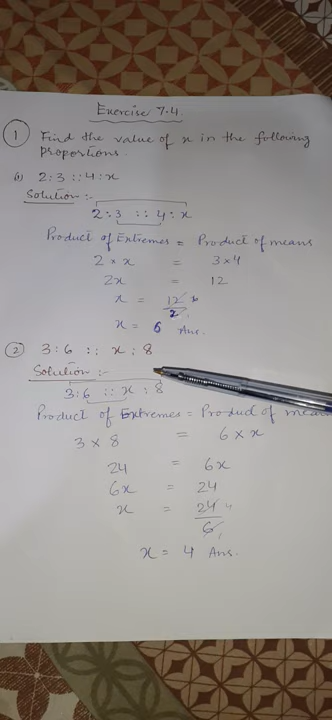 Exercise 7.4.
① Find the value of x in the following
proportions.
(i) 2:3 :: 4:x
Solution :-
2:3 :: 4:x
Product of Extremes = Product of means
2 × x = 3×4
2x = 12
x = 12
2
x = 6 Ans.
② 3:6 :: x : 8
Solution :-
3:6 :: x : 8
Product of Extremes = Product of mea
3 × 8 = 6 × x
24 = 6x
6x = 24
x = 24 4
6
x = 4 Ans.